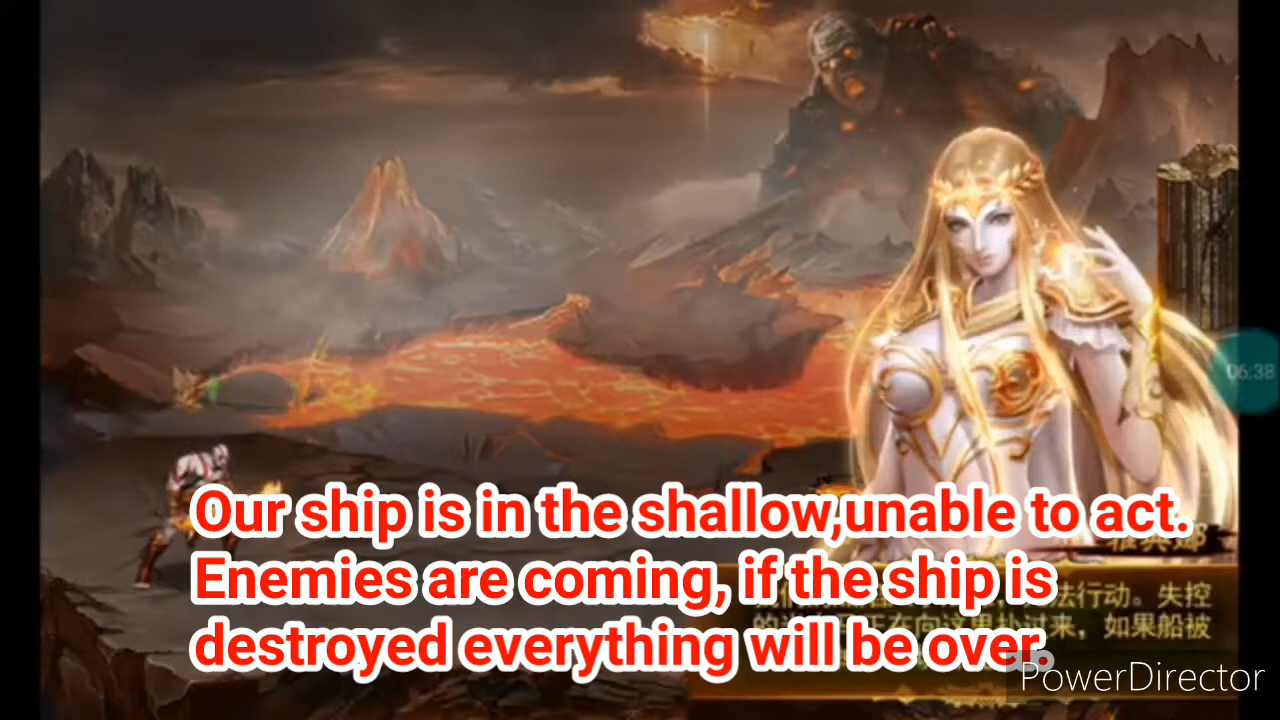 06:38
Our ship is in the shallow,unable to act.
Enemies are coming, if the ship is
destroyed everything will be over.
法行动。失控
过来，如果船被
PowerDirector